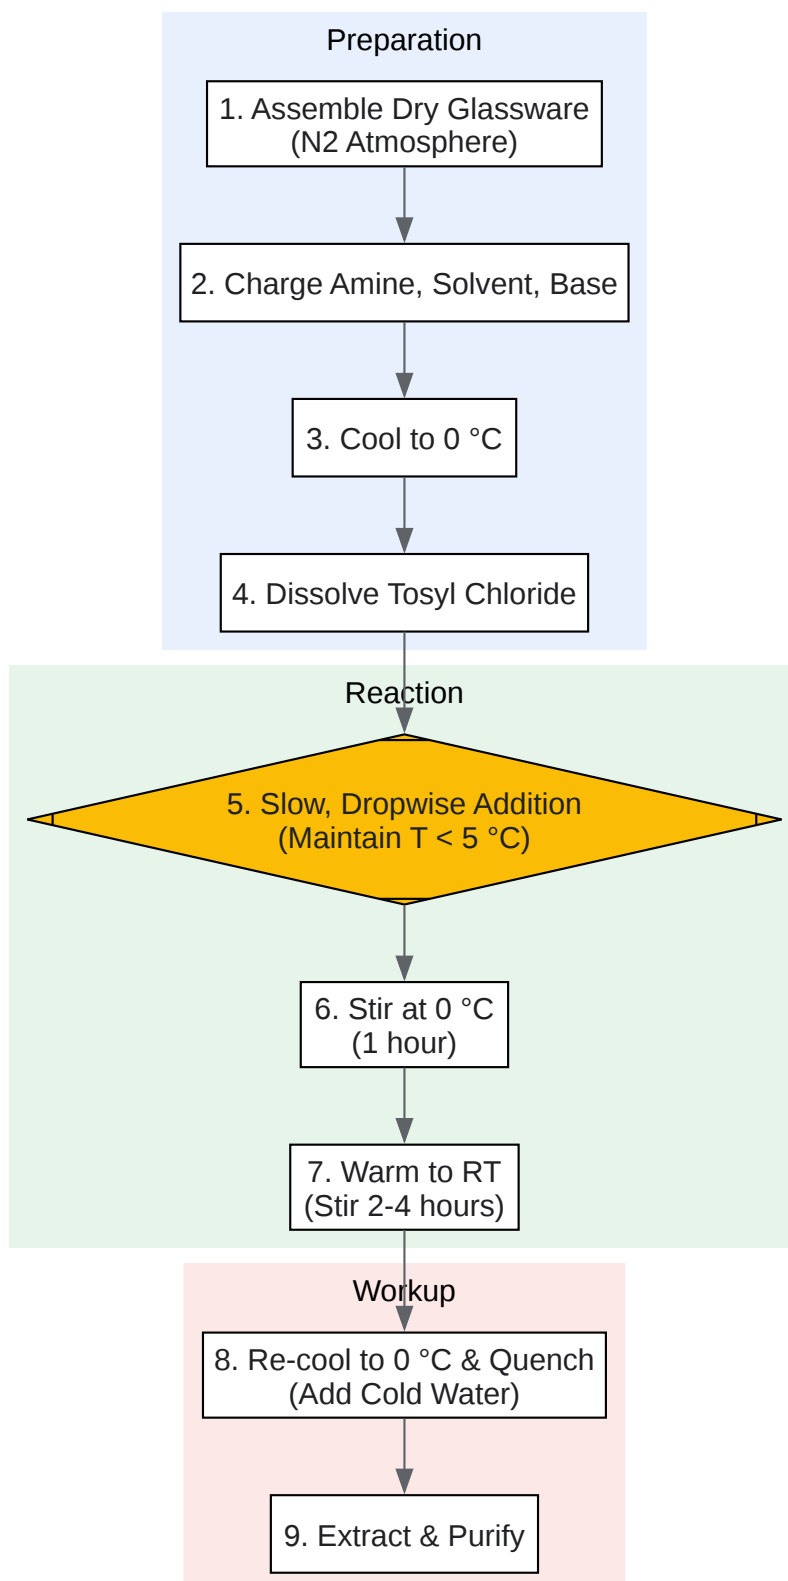 Preparation
1. Assemble Dry Glassware
(N2 Atmosphere)
2. Charge Amine, Solvent, Base
3. Cool to 0 °C
4. Dissolve Tosyl Chloride
Reaction
5. Slow, Dropwise Addition
(Maintain T < 5 °C)
6. Stir at 0 °C
(1 hour)
7. Warm to RT
(Stir 2-4 hours)
Workup
8. Re-cool to 0 °C & Quench
(Add Cold Water)
9. Extract & Purify